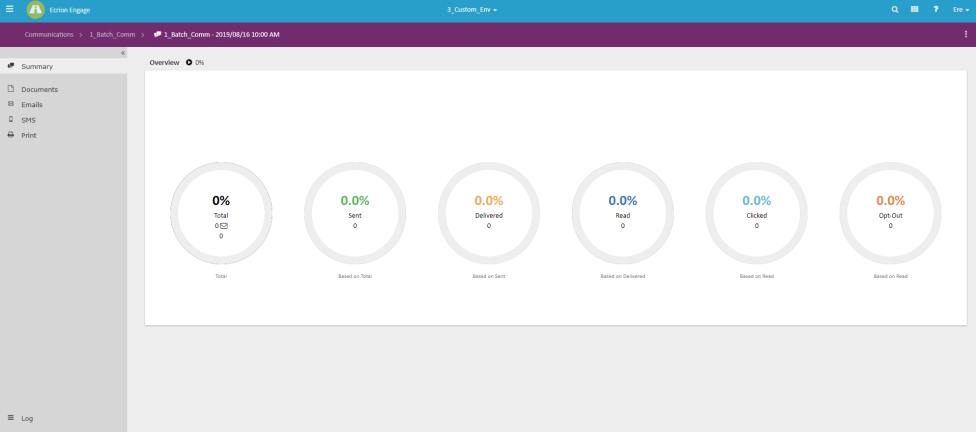 Ecrion Engage
3_Custom_Env
?
Ere
Communications > 1_Batch_Comm > 1_Batch_Comm - 2019/08/16 10:00 AM
«
Summary
Documents
Emails
SMS
Print
Log
Overview 0%
0%
Total
0
0
Total
0.0%
Sent
0
Based on Total
0.0%
Delivered
0
Based on Sent
0.0%
Read
0
Based on Delivered
0.0%
Clicked
0
Based on Read
0.0%
Opt-Out
0
Based on Read